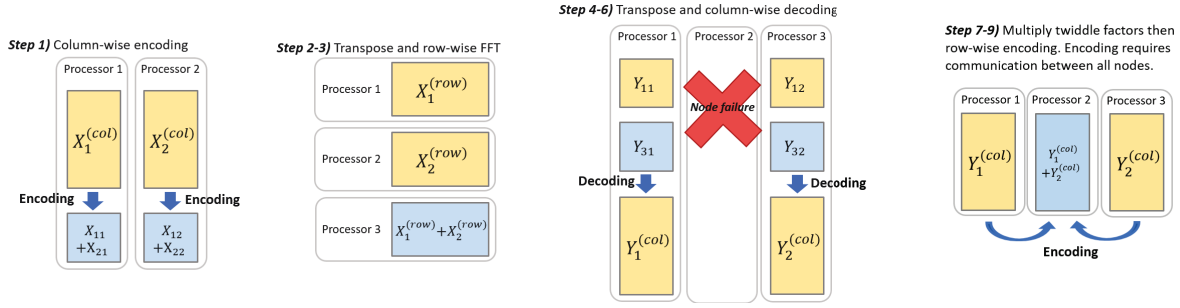 Step 1) Column-wise encoding
Processor 1
Processor 2
X₁^(col)
X₂^(col)
Encoding
Encoding
X₁₁
+X₂₁
X₁₂
+X₂₂
Step 2-3) Transpose and row-wise FFT
Processor 1
X₁^(row)
Processor 2
X₂^(row)
Processor 3
X₁^(row)+X₂^(row)
Step 4-6) Transpose and column-wise decoding
Processor 1
Processor 2
Processor 3
Y₁₁
Node failure
Y₁₂
Y₃₁
Y₃₂
Decoding
Decoding
Y₁^(col)
Y₂^(col)
Step 7-9) Multiply twiddle factors then
row-wise encoding. Encoding requires
communication between all nodes.
Processor 1
Processor 2
Processor 3
Y₁^(col)
Y₁^(col)
+Y₂^(col)
Y₂^(col)
Encoding